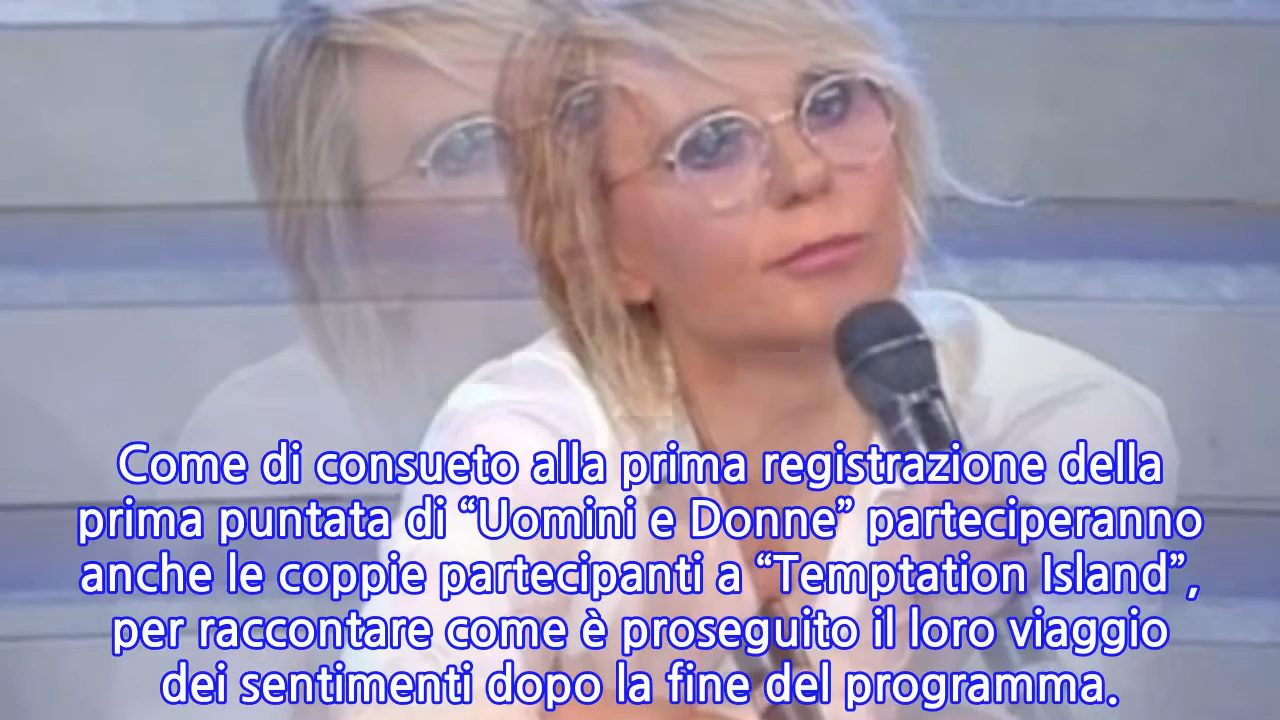 Come di consueto alla prima registrazione della
prima puntata di “Uomini e Donne” parteciperanno
anche le coppie partecipanti a “Temptation Island”,
per raccontare come è proseguito il loro viaggio
dei sentimenti dopo la fine del programma.